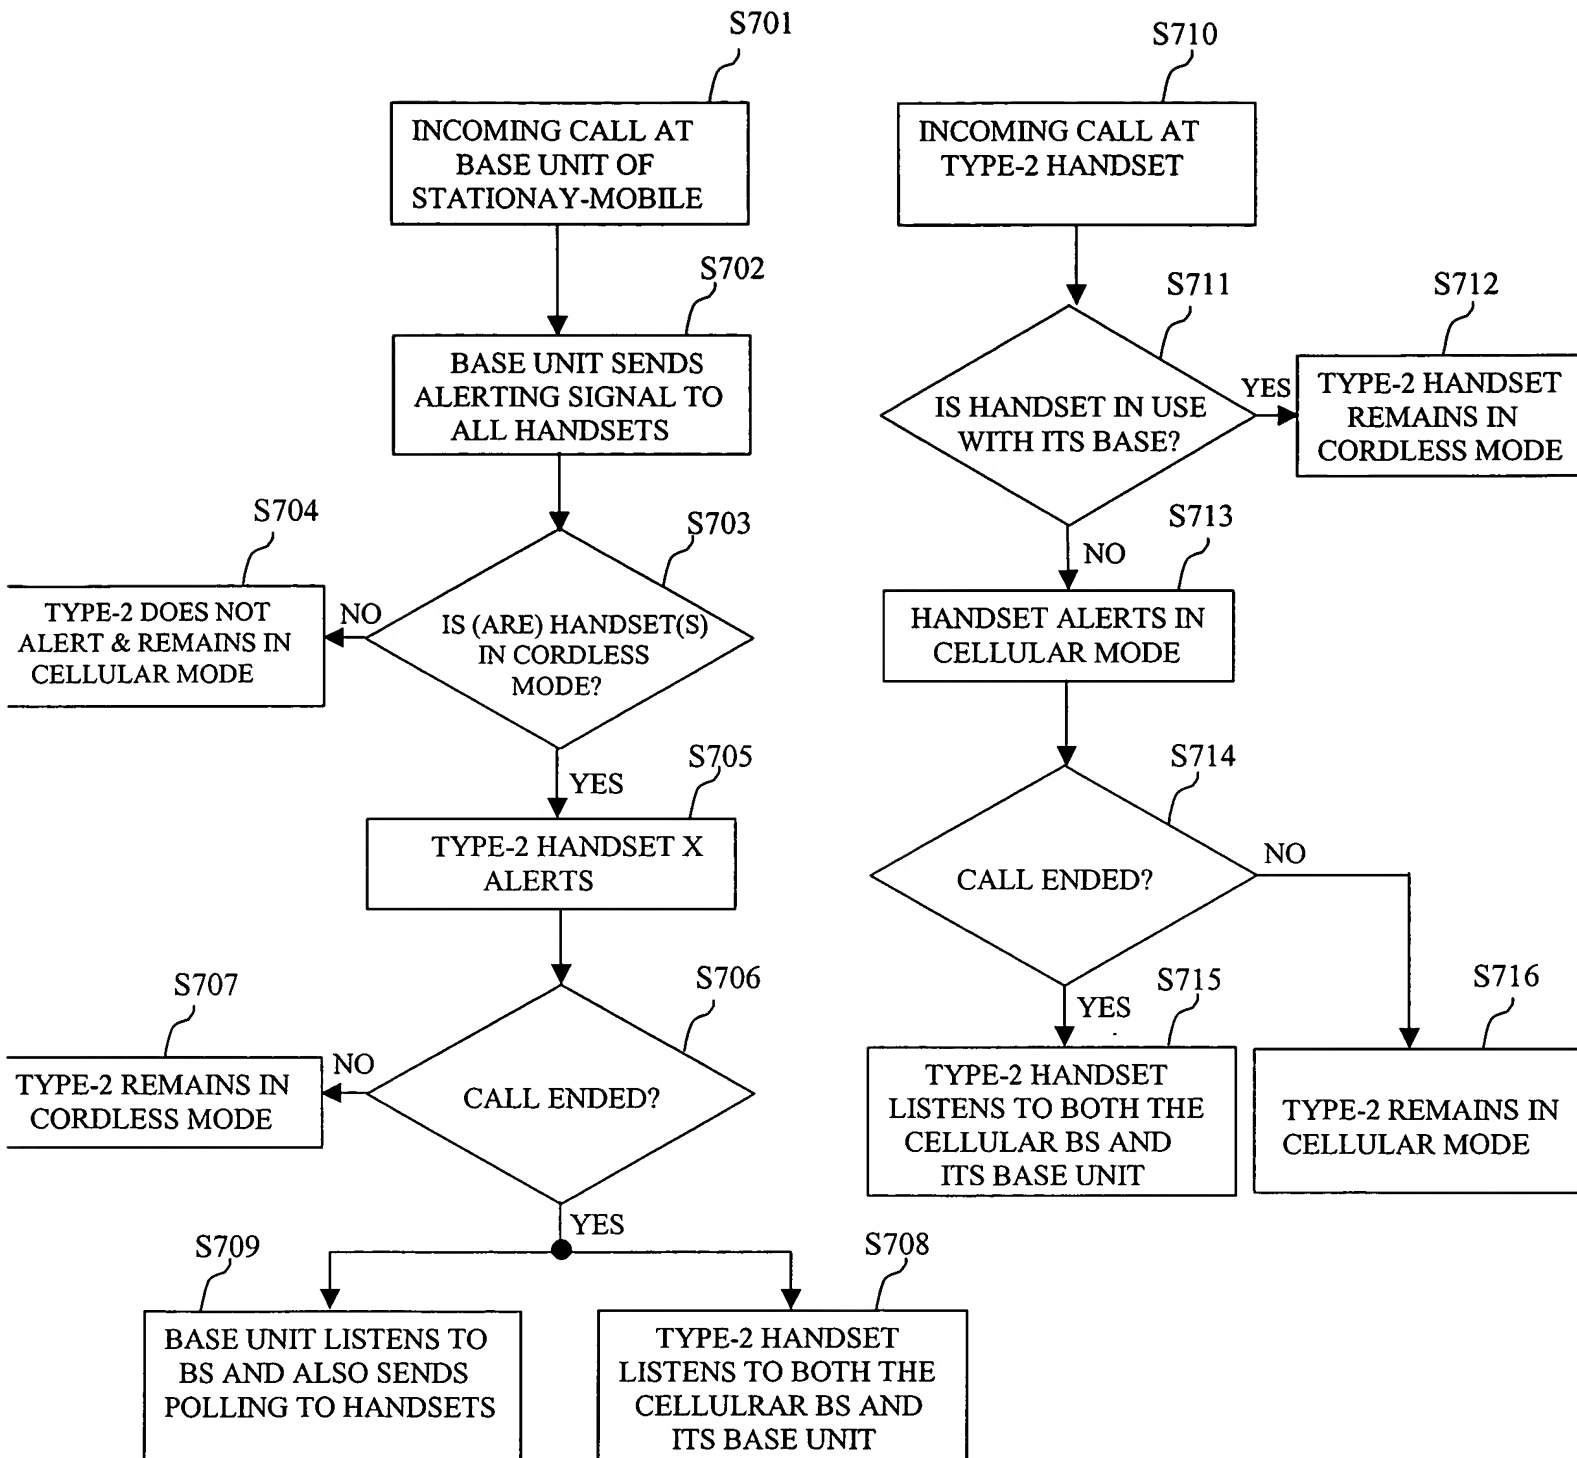 S701
INCOMING CALL AT
BASE UNIT OF
STATIONAY-MOBILE
S702
BASE UNIT SENDS
ALERTING SIGNAL TO
ALL HANDSETS
S703
IS (ARE) HANDSET(S)
IN CORDLESS
MODE?
NO
S704
TYPE-2 DOES NOT
ALERT & REMAINS IN
CELLULAR MODE
YES
S705
TYPE-2 HANDSET X
ALERTS
S706
CALL ENDED?
NO
S707
TYPE-2 REMAINS IN
CORDLESS MODE
YES
S709
BASE UNIT LISTENS TO
BS AND ALSO SENDS
POLLING TO HANDSETS
S708
TYPE-2 HANDSET
LISTENS TO BOTH THE
CELLULRAR BS AND
ITS BASE UNIT
S710
INCOMING CALL AT
TYPE-2 HANDSET
S711
IS HANDSET IN USE
WITH ITS BASE?
YES
S712
TYPE-2 HANDSET
REMAINS IN
CORDLESS MODE
NO
S713
HANDSET ALERTS IN
CELLULAR MODE
S714
CALL ENDED?
NO
YES
S715
TYPE-2 HANDSET
LISTENS TO BOTH THE
CELLULAR BS AND
ITS BASE UNIT
S716
TYPE-2 REMAINS IN
CELLULAR MODE